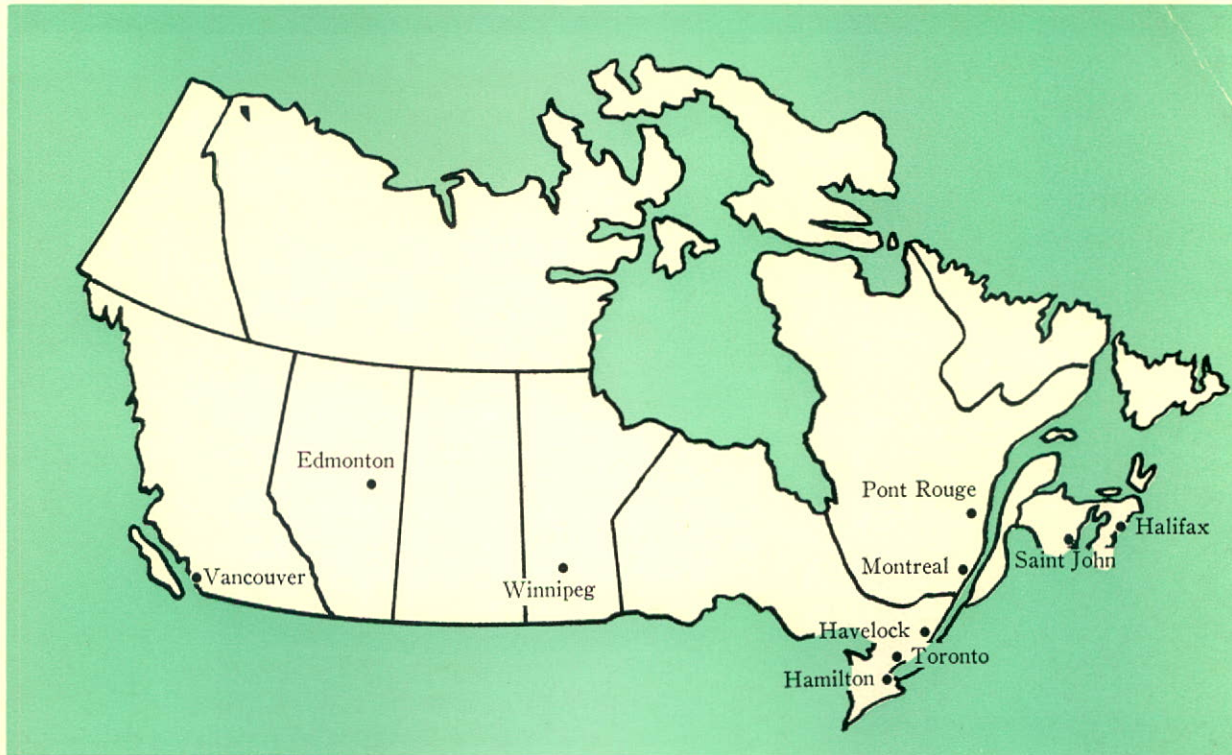 Edmonton
Pont Rouge
Halifax
Saint John
Montreal
Vancouver
Winnipeg
Havelock
Toronto
Hamilton